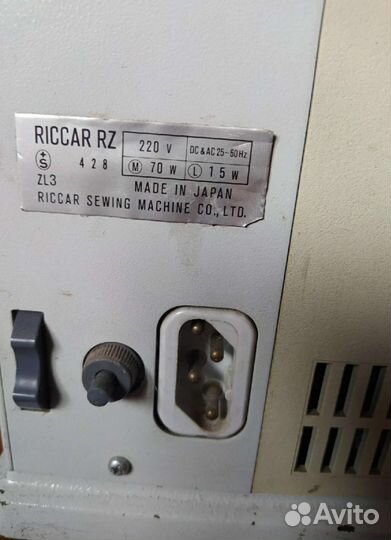 RICCAR RZ 220 V DC & AC 25-60Hz
S 428 M 70 W L 15 W
ZL3 MADE IN JAPAN
RICCAR SEWING MACHINE CO., LTD.
Avito